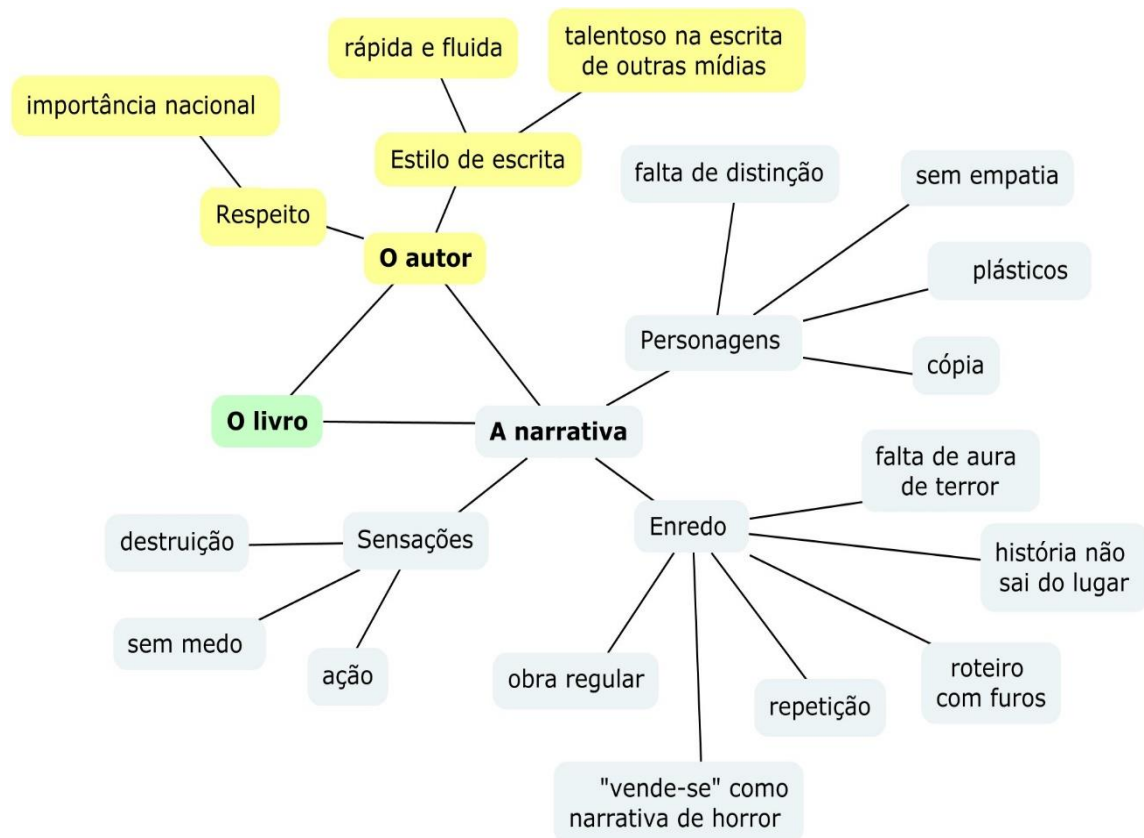 rápida e fluida
talentoso na escrita
de outras mídias
importância nacional
Estilo de escrita
Respeito
O autor
falta de distinção
sem empatia
plásticos
Personagens
cópia
O livro
A narrativa
falta de aura
de terror
Enredo
destruição
Sensações
história não
sai do lugar
sem medo
ação
obra regular
repetição
roteiro
com furos
"vende-se" como
narrativa de horror